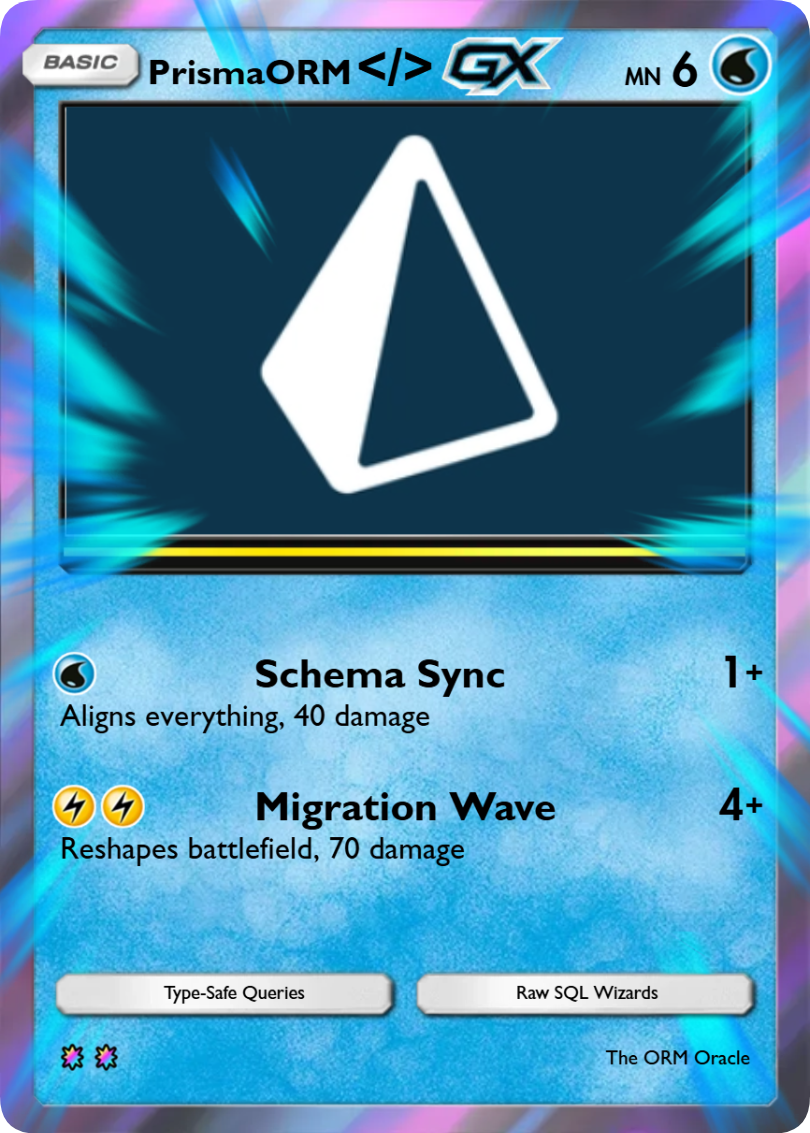 BASIC PrismaORM </> GX MN 6
Schema Sync 1+
Aligns everything, 40 damage
Migration Wave 4+
Reshapes battlefield, 70 damage
Type-Safe Queries Raw SQL Wizards
The ORM Oracle